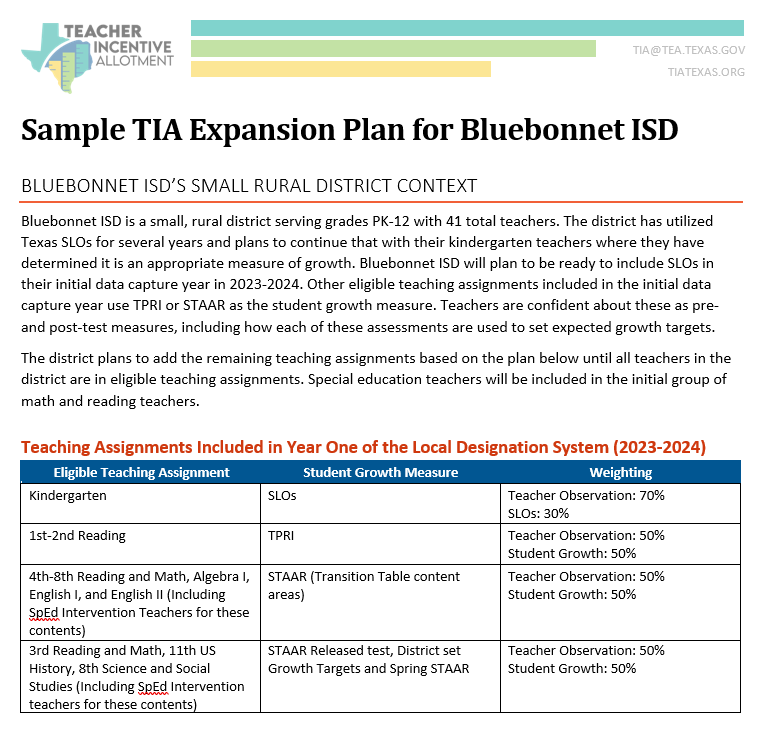 TEACHER
INCENTIVE
ALLOTMENT
TIA@TEA.TEXAS.GOV
TIATEXAS.ORG
Sample TIA Expansion Plan for Bluebonnet ISD
BLUEBONNET ISD'S SMALL RURAL DISTRICT CONTEXT
Bluebonnet ISD is a small, rural district serving grades PK-12 with 41 total teachers. The district has utilized
Texas SLOs for several years and plans to continue that with their kindergarten teachers where they have
determined it is an appropriate measure of growth. Bluebonnet ISD will plan to be ready to include SLOs in
their initial data capture year in 2023-2024. Other eligible teaching assignments included in the initial data
capture year use TPRI or STAAR as the student growth measure. Teachers are confident about these as pre-
and post-test measures, including how each of these assessments are used to set expected growth targets.
The district plans to add the remaining teaching assignments based on the plan below until all teachers in the
district are in eligible teaching assignments. Special education teachers will be included in the initial group of
math and reading teachers.
Teaching Assignments Included in Year One of the Local Designation System (2023-2024)
Eligible Teaching Assignment Student Growth Measure Weighting
Kindergarten SLOs Teacher Observation: 70%
SLOs: 30%
1st-2nd Reading TPRI Teacher Observation: 50%
Student Growth: 50%
4th-8th Reading and Math, Algebra I, STAAR (Transition Table content Teacher Observation: 50%
English I, and English II (Including areas) Student Growth: 50%
SpEd Intervention Teachers for these
contents)
3rd Reading and Math, 11th US STAAR Released test, District set Teacher Observation: 50%
History, 8th Science and Social Growth Targets and Spring STAAR Student Growth: 50%
Studies (Including SpEd Intervention
teachers for these contents)